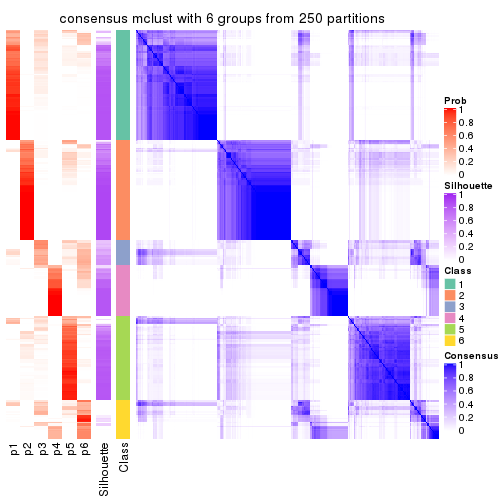 consensus mclust with 6 groups from 250 partitions
p1
p2
p3
p4
p5
p6
Silhouette
Class
Prob
1
0.8
0.6
0.4
0.2
0
Silhouette
1
0.8
0.6
0.4
0.2
0
Class
1
2
3
4
5
6
Consensus
1
0.8
0.6
0.4
0.2
0